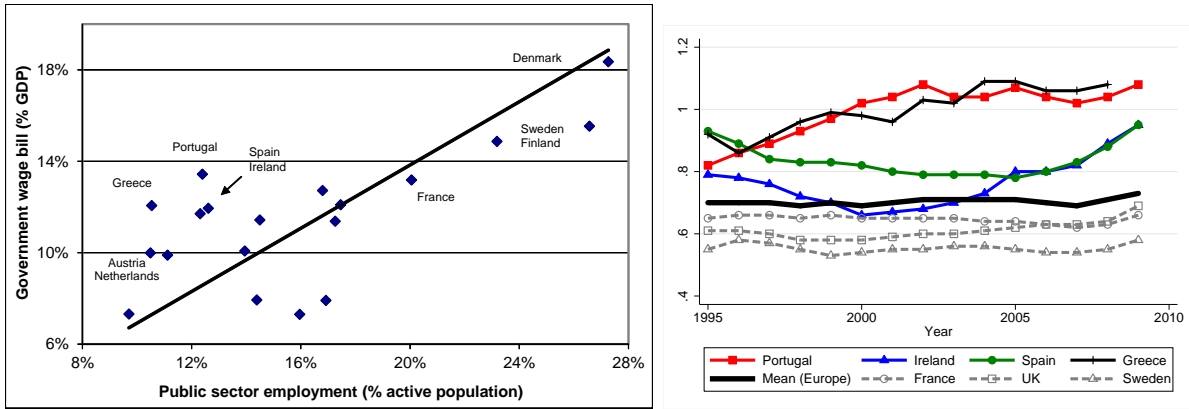 Government wage bill (% GDP)
18%
14%
10%
6%
Denmark
Sweden
Finland
Portugal
Spain
Ireland
Greece
France
Austria
Netherlands
8%
12%
16%
20%
24%
28%
Public sector employment (% active population)
1.2
1
.8
.6
.4
1995
2000
2005
2010
Year
Portugal
Ireland
Spain
Greece
Mean (Europe)
France
UK
Sweden